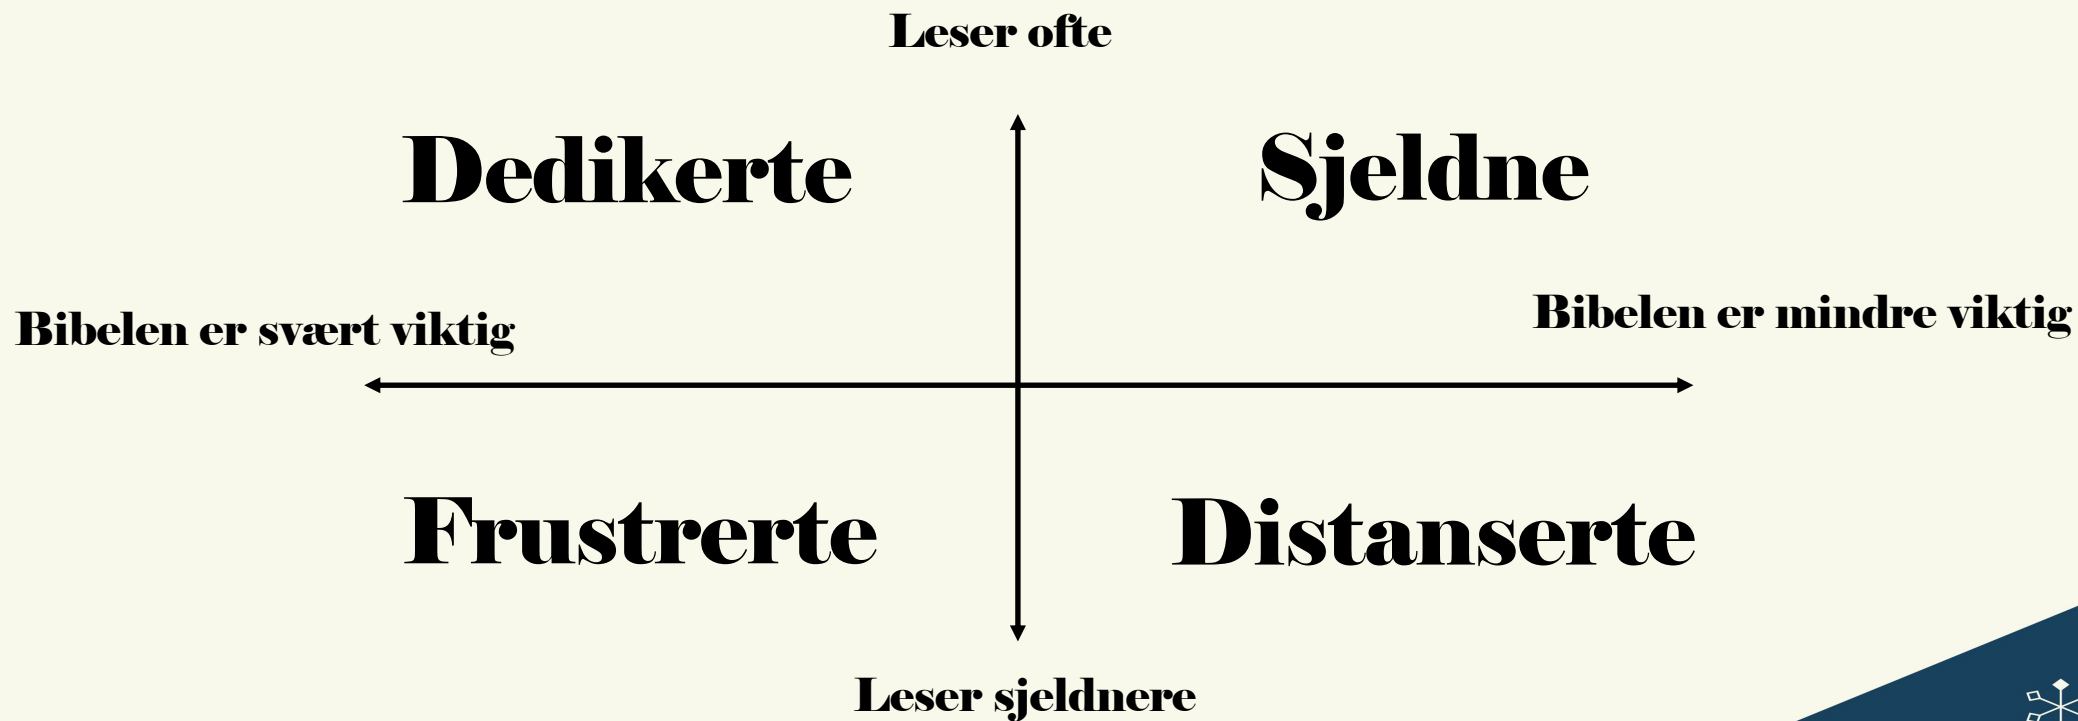 Leser ofte
Dedikerte
Sjeldne
Bibelen er svært viktig
Bibelen er mindre viktig
Frustrerte
Distanserte
Leser sjeldnere